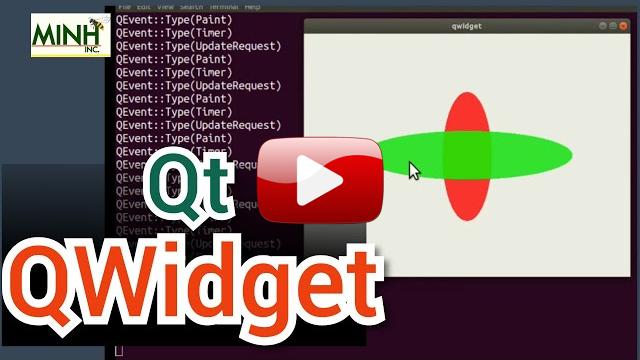 MINH
INC.
File Edit View Search Terminal Help
QEvent::Type(Paint)
QEvent::Type(Timer)
QEvent::Type(UpdateRequest)
QEvent::Type(Paint)
QEvent::Type(Timer)
QEvent::Type(UpdateRequest)
QEvent::Type(Paint)
QEvent::Type(Timer)
QEvent::Type(UpdateRequest)
QEvent::Type(Paint)
Timer)
UpdateRequest)
(UpdateRequest)
qwidget
Qt
QWidget